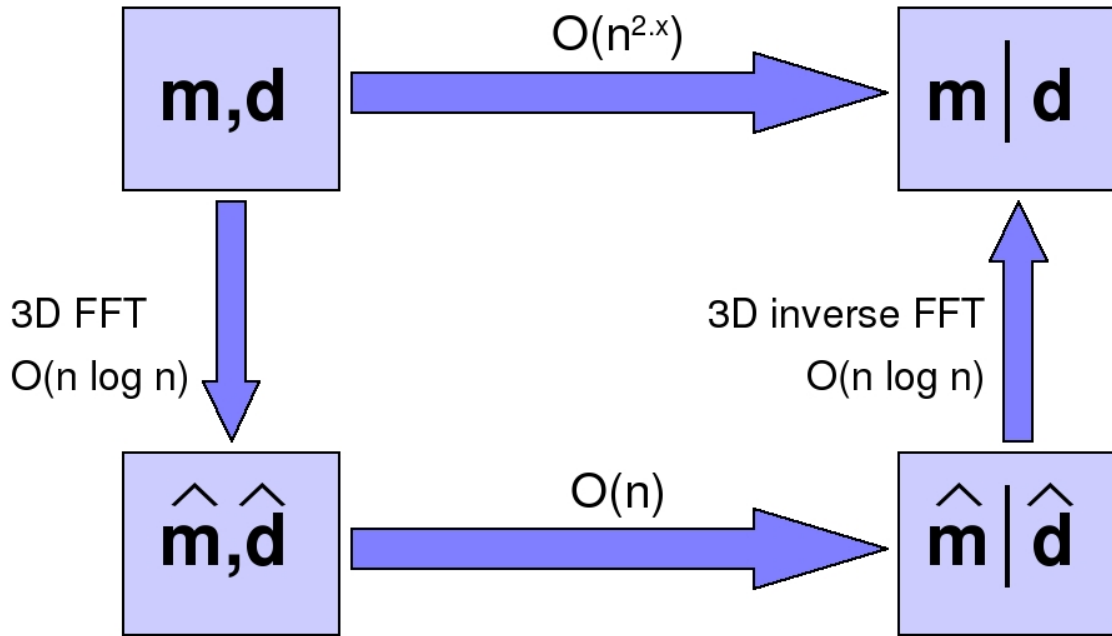 O(n^{2.x})
m,d
m | d
3D FFT
O(n log n)
3D inverse FFT
O(n log n)
O(n)
m̂,d̂
m̂ | d̂